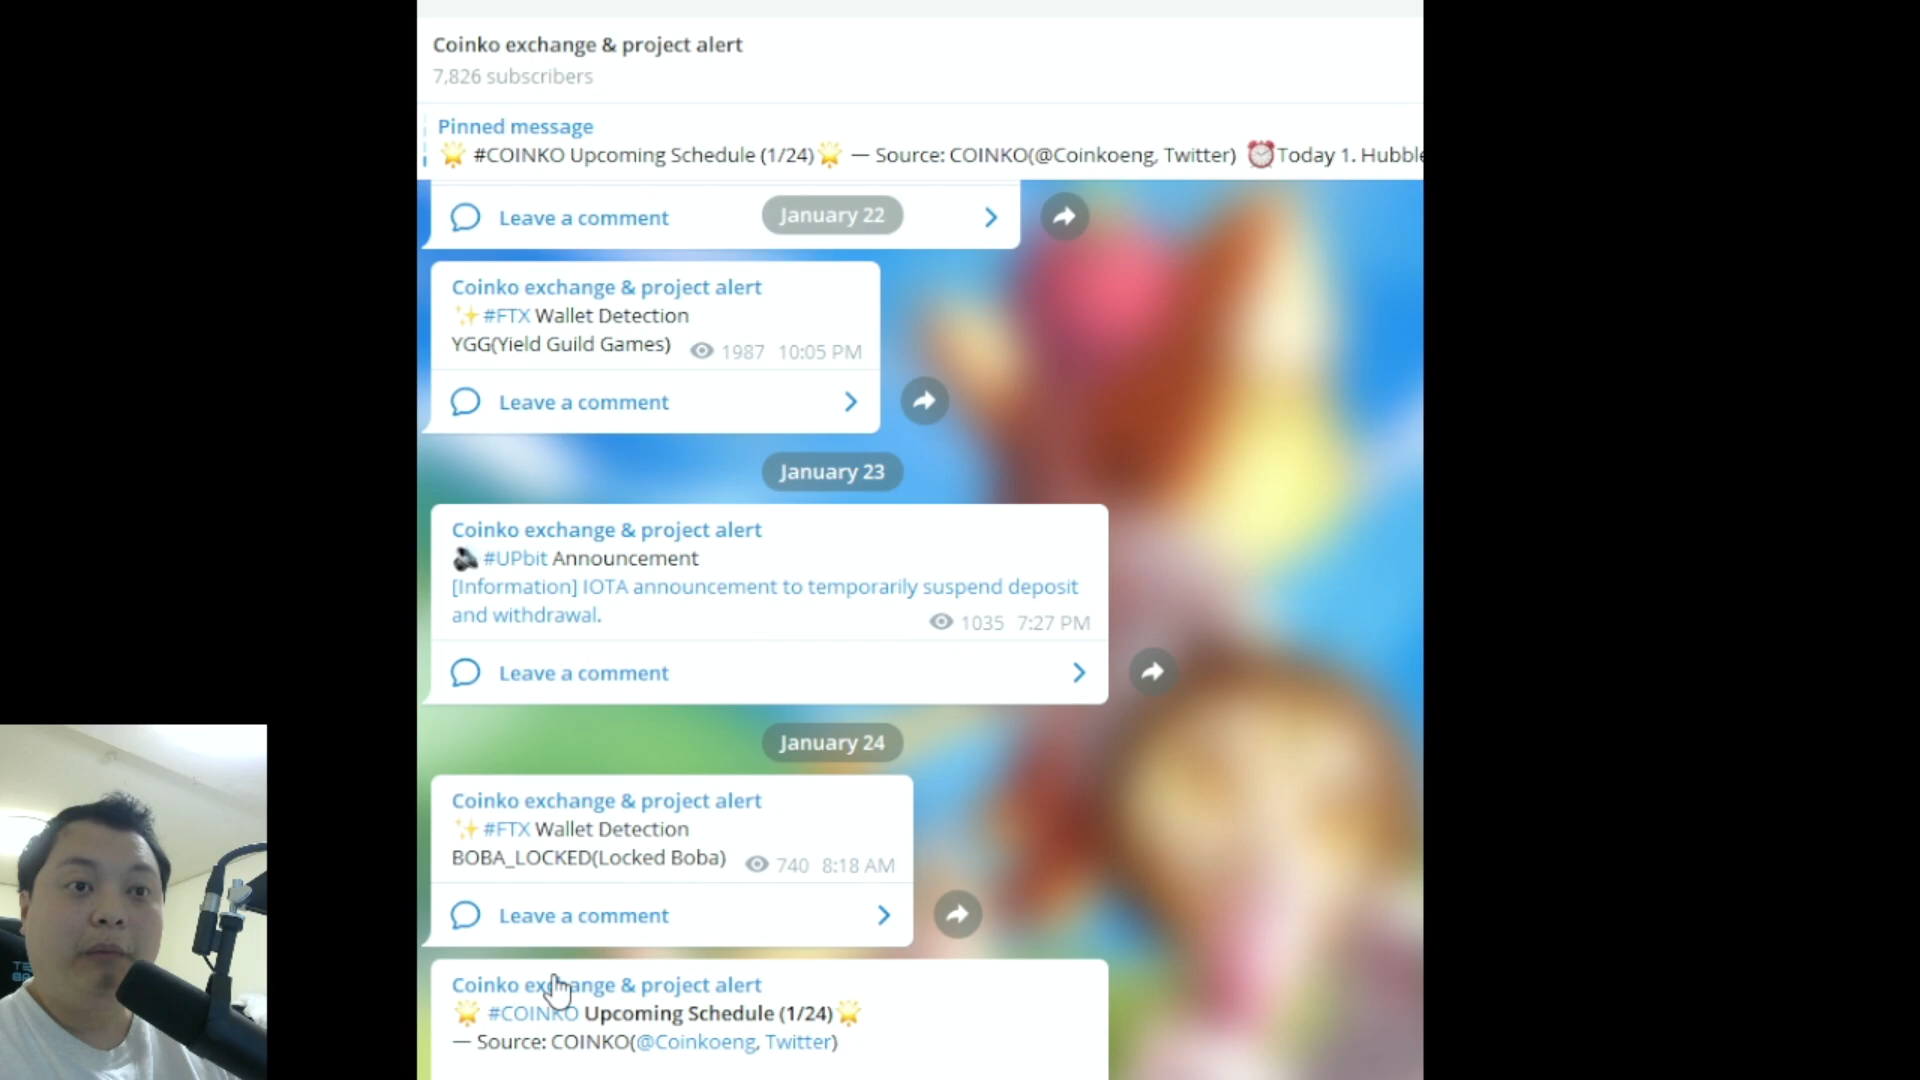 Coinko exchange & project alert
7,826 subscribers
Pinned message
🌟 #COINKO Upcoming Schedule (1/24)🌟 — Source: COINKO(@Coinkoeng, Twitter) ⏰Today 1. Hubble
Leave a comment
January 22
Coinko exchange & project alert
✨#FTX Wallet Detection
YGG(Yield Guild Games) 1987 10:05 PM
Leave a comment
January 23
Coinko exchange & project alert
🔊#UPbit Announcement
[Information] IOTA announcement to temporarily suspend deposit
and withdrawal. 1035 7:27 PM
Leave a comment
January 24
Coinko exchange & project alert
✨#FTX Wallet Detection
BOBA_LOCKED(Locked Boba) 740 8:18 AM
Leave a comment
Coinko exchange & project alert
🌟 #COINKO Upcoming Schedule (1/24)🌟
— Source: COINKO(@Coinkoeng, Twitter)